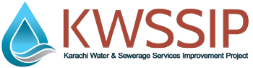 KWSSIP
Karachi Water & Sewerage Services Improvement Project